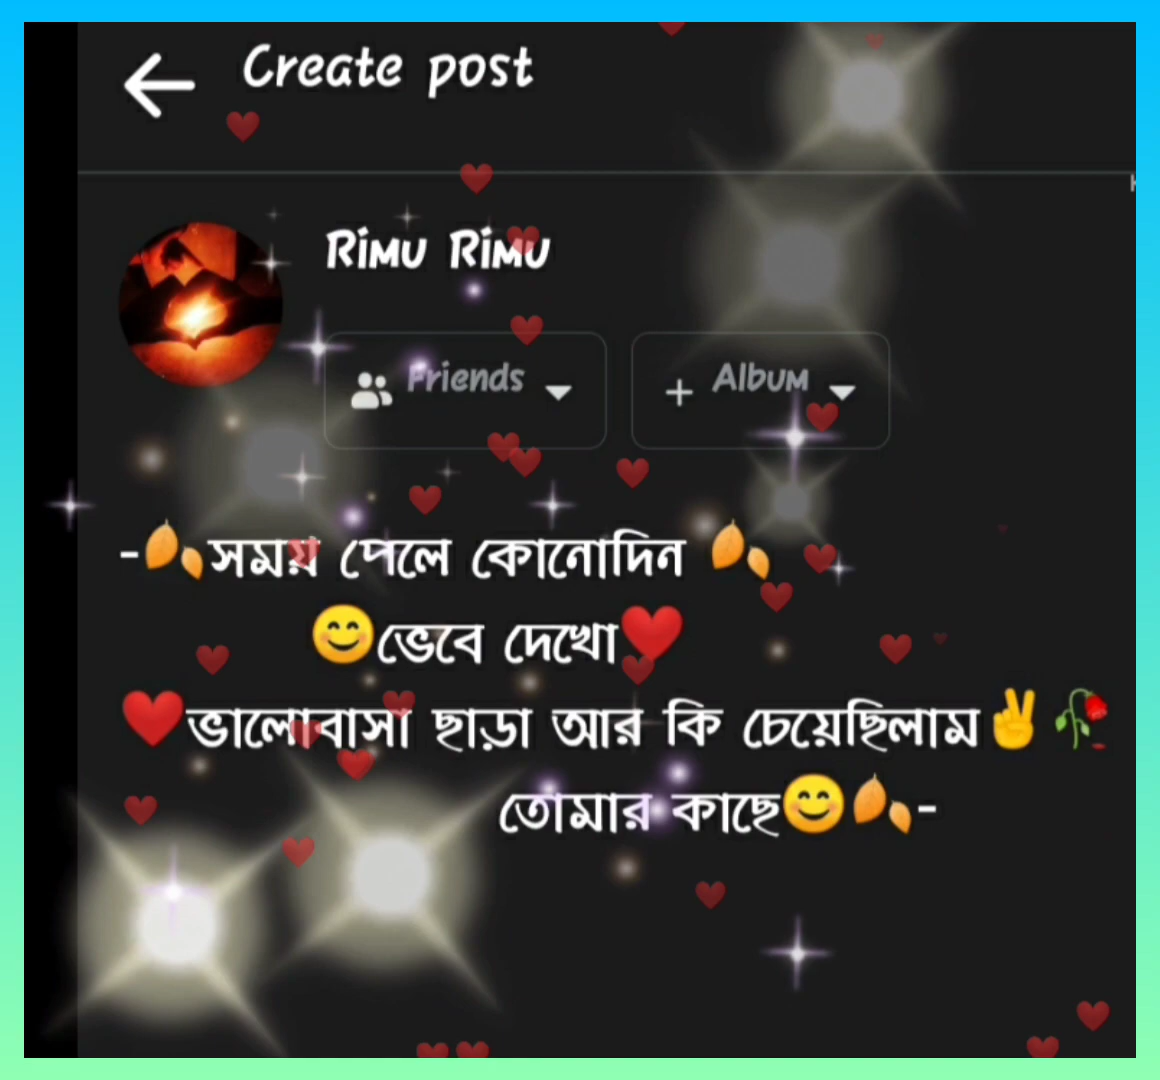 Create post
Rimu Rimu
Friends
+ Album
-🍂সময় পেলে কোনোদিন 🍂
😊ভেবে দেখো❤️
❤️ভালোবাসা ছাড়া আর কি চেয়েছিলাম✌️🥀
তোমার কাছে😊🍂-